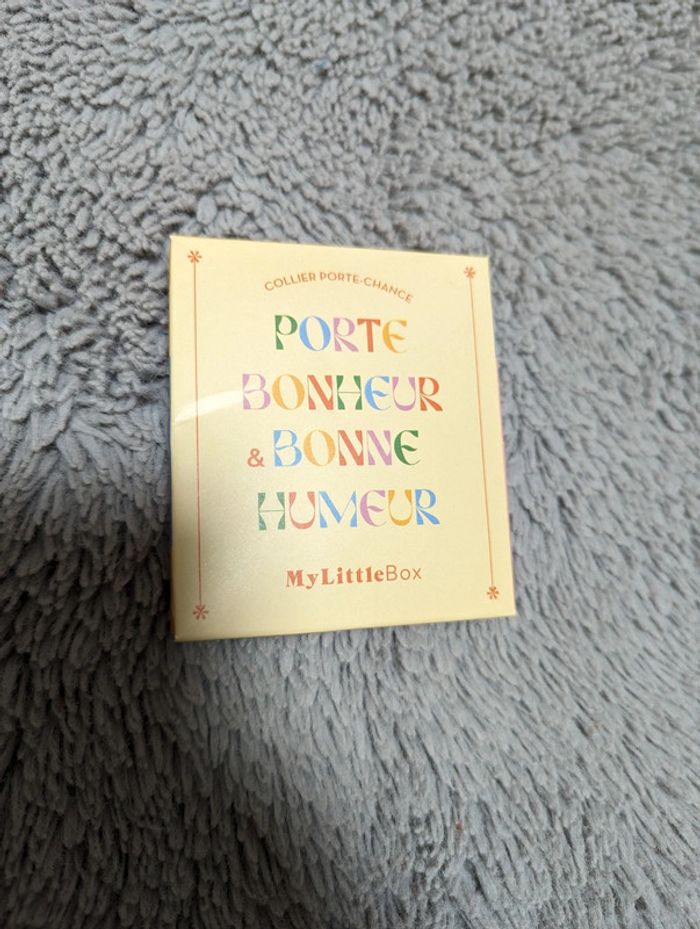 COLLIER PORTE-CHANCE
PORTE
BONHEUR
& BONNE
HUMEUR
MyLittleBox